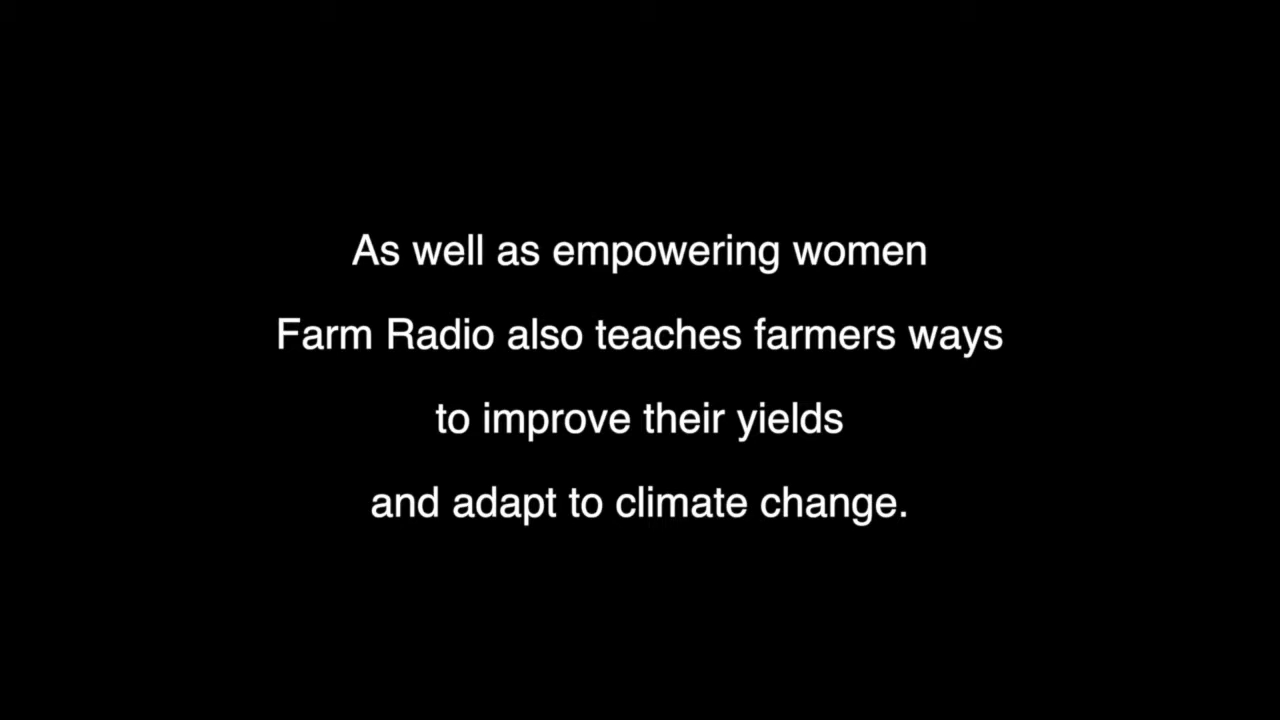 As well as empowering women
Farm Radio also teaches farmers ways
to improve their yields
and adapt to climate change.